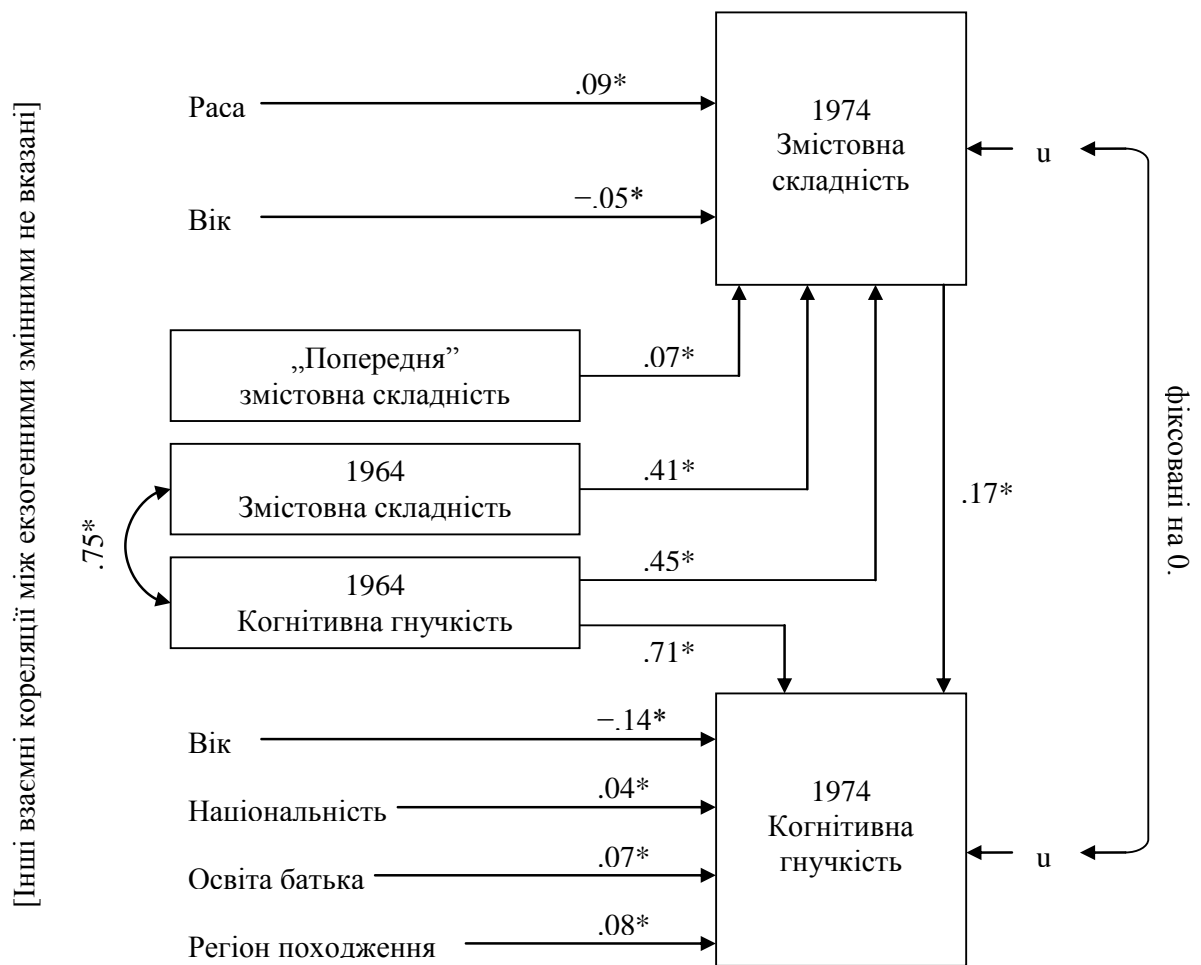 [Інші взаємні кореляції між екзогенними змінними не вказані]
Раса
.09*
Вік
−.05*
1974
Змістовна
складність
u
„Попередня”
змістовна складність
.07*
1964
Змістовна складність
.41*
.75*
1964
Когнітивна гнучкість
.45*
.71*
.17*
фіксовані на 0.
Вік
−.14*
Національність
.04*
Освіта батька
.07*
Регіон походження
.08*
1974
Когнітивна
гнучкість
u